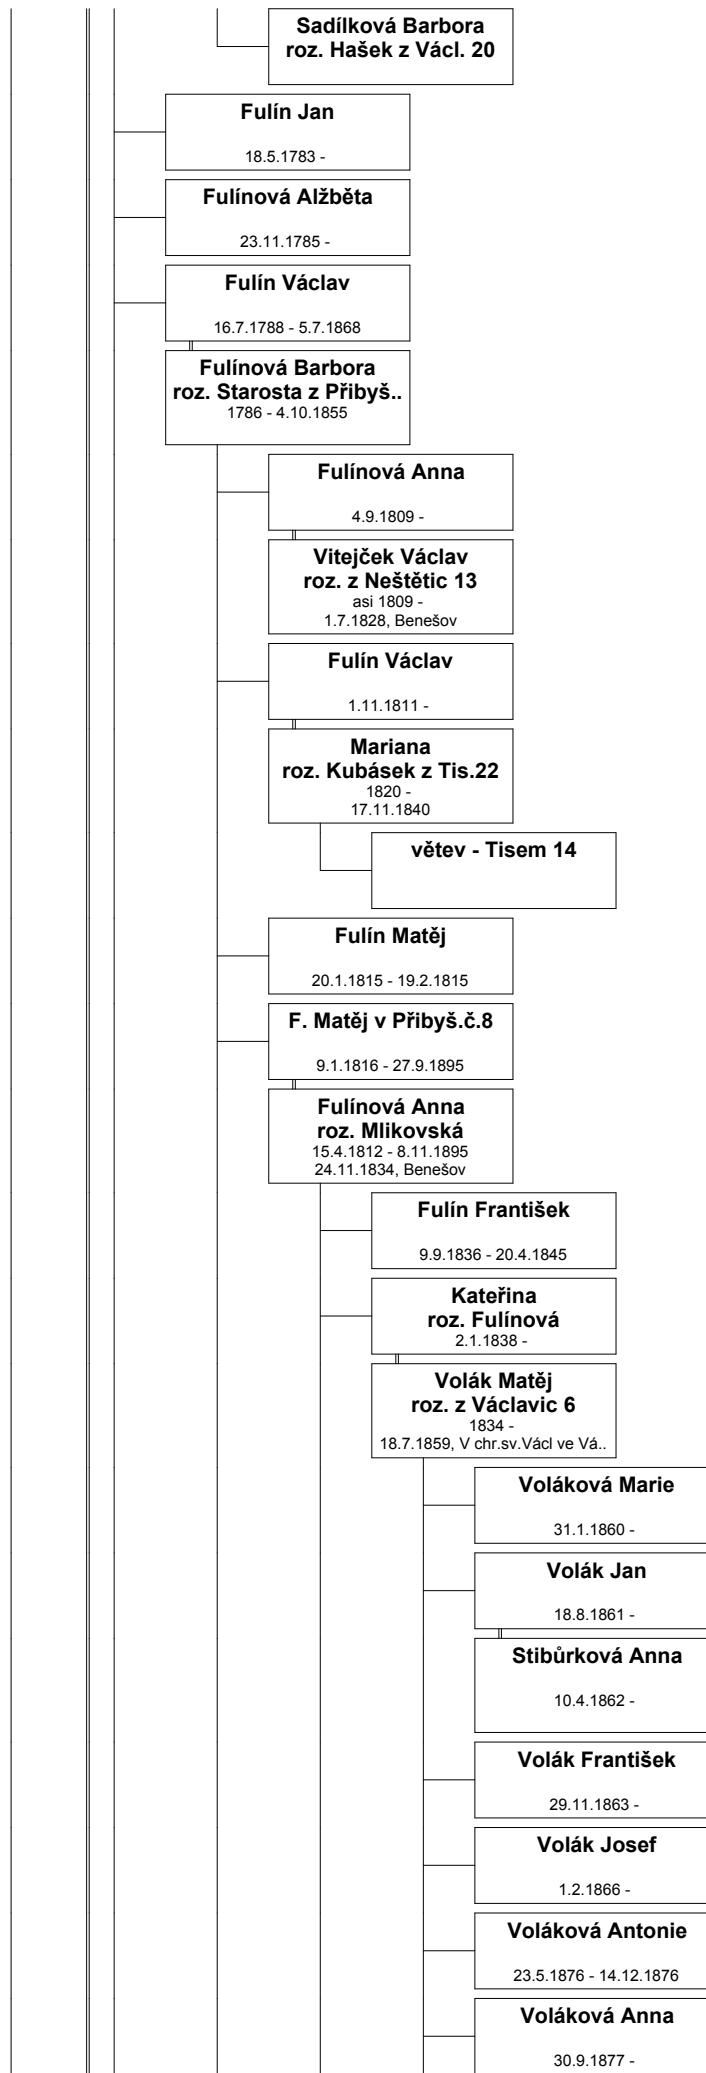 Sadílková Barbora
roz. Hašek z Václ. 20
Fulín Jan
18.5.1783 -
Fulínová Alžběta
23.11.1785 -
Fulín Václav
16.7.1788 - 5.7.1868
Fulínová Barbora
roz. Starosta z Přibyš..
1786 - 4.10.1855
Fulínová Anna
4.9.1809 -
Vitejček Václav
roz. z Neštětic 13
asi 1809 -
1.7.1828, Benešov
Fulín Václav
1.11.1811 -
Mariana
roz. Kubásek z Tis.22
1820 -
17.11.1840
větev - Tisem 14
Fulín Matěj
20.1.1815 - 19.2.1815
F. Matěj v Přibyš.č.8
9.1.1816 - 27.9.1895
Fulínová Anna
roz. Mlikovská
15.4.1812 - 8.11.1895
24.11.1834, Benešov
Fulín František
9.9.1836 - 20.4.1845
Kateřina
roz. Fulínová
2.1.1838 -
Volák Matěj
roz. z Václavic 6
1834 -
18.7.1859, V chr.sv.Václ ve Vá..
Voláková Marie
31.1.1860 -
Volák Jan
18.8.1861 -
Stibůrková Anna
10.4.1862 -
Volák František
29.11.1863 -
Volák Josef
1.2.1866 -
Voláková Antonie
23.5.1876 - 14.12.1876
Voláková Anna
30.9.1877 -